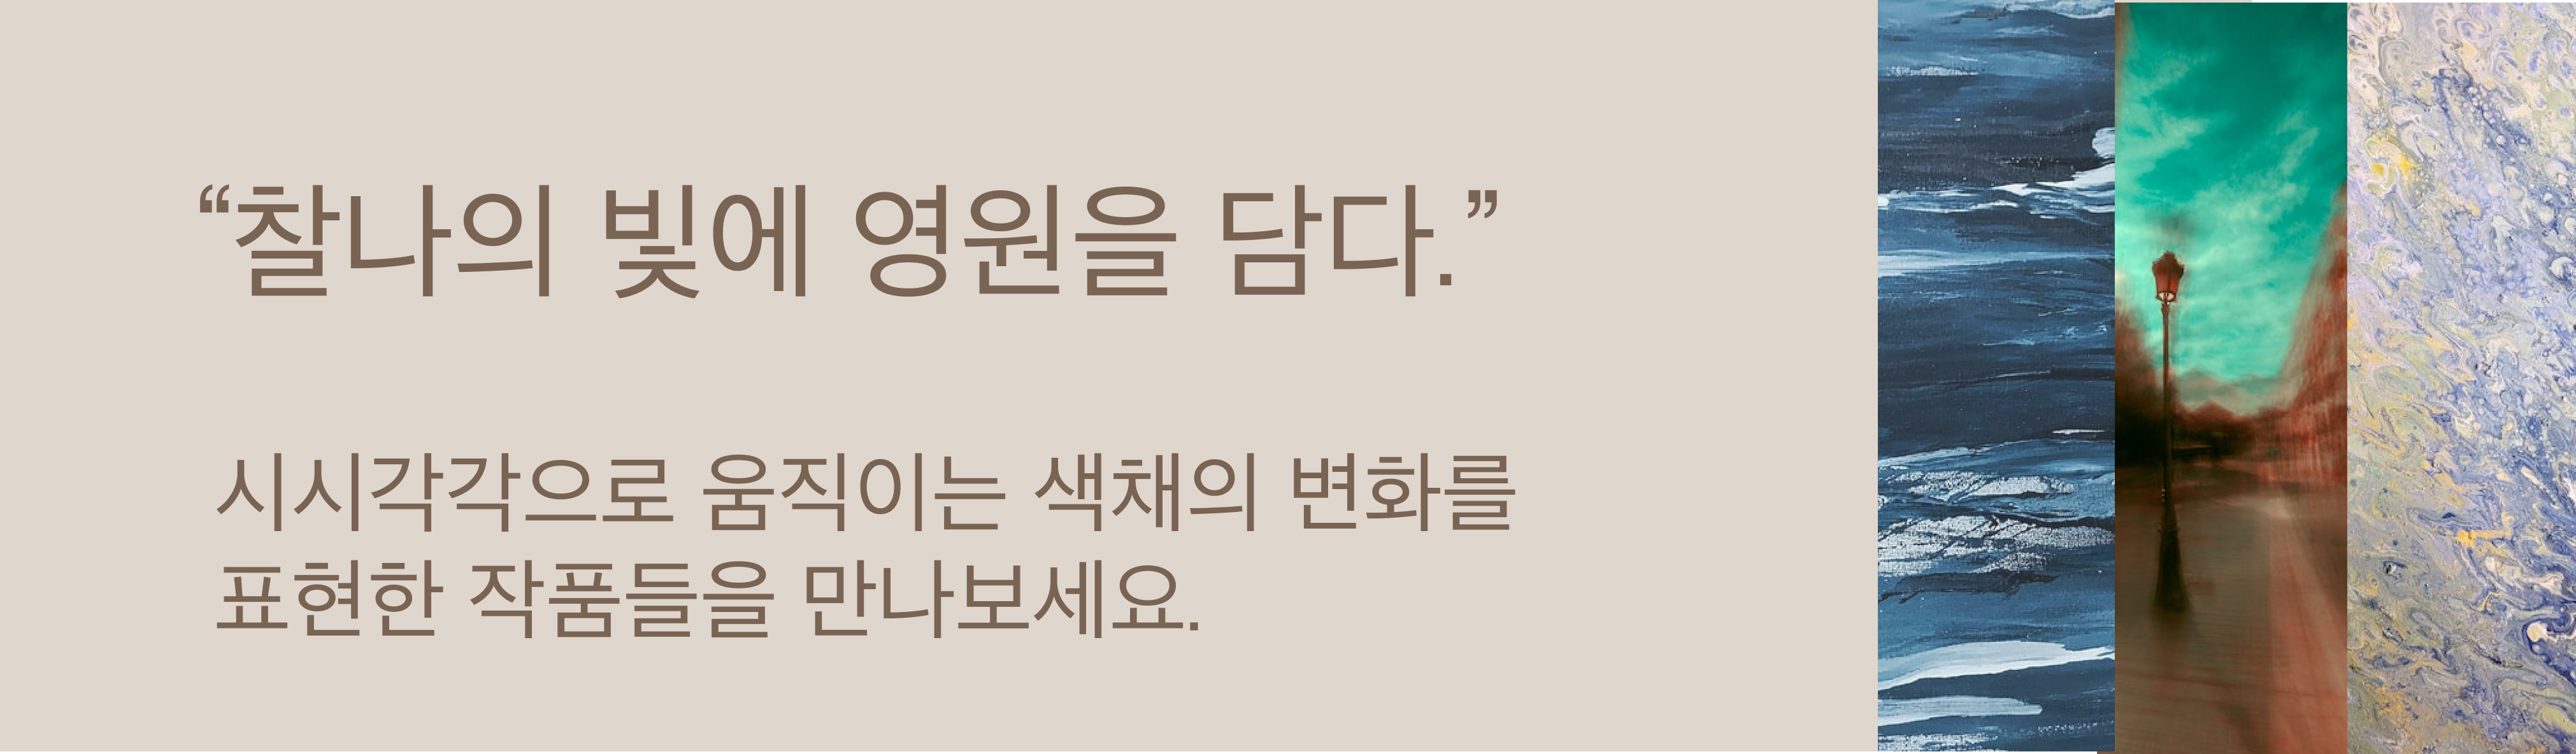 “찰나의 빛에 영원을 담다.”
시시각각으로 움직이는 색채의 변화를
표현한 작품들을 만나보세요.